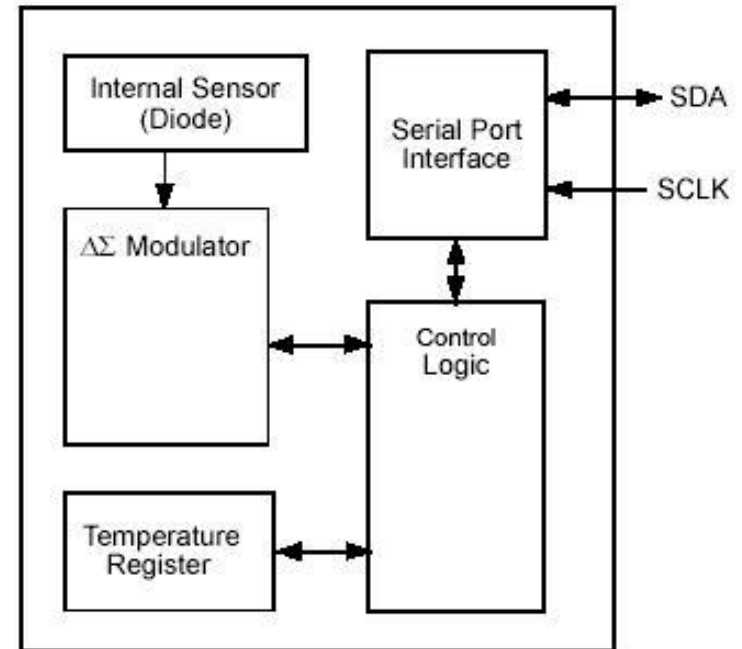 Internal Sensor
(Diode)
Serial Port
Interface
SDA
SCLK
ΔΣ Modulator
Control
Logic
Temperature
Register